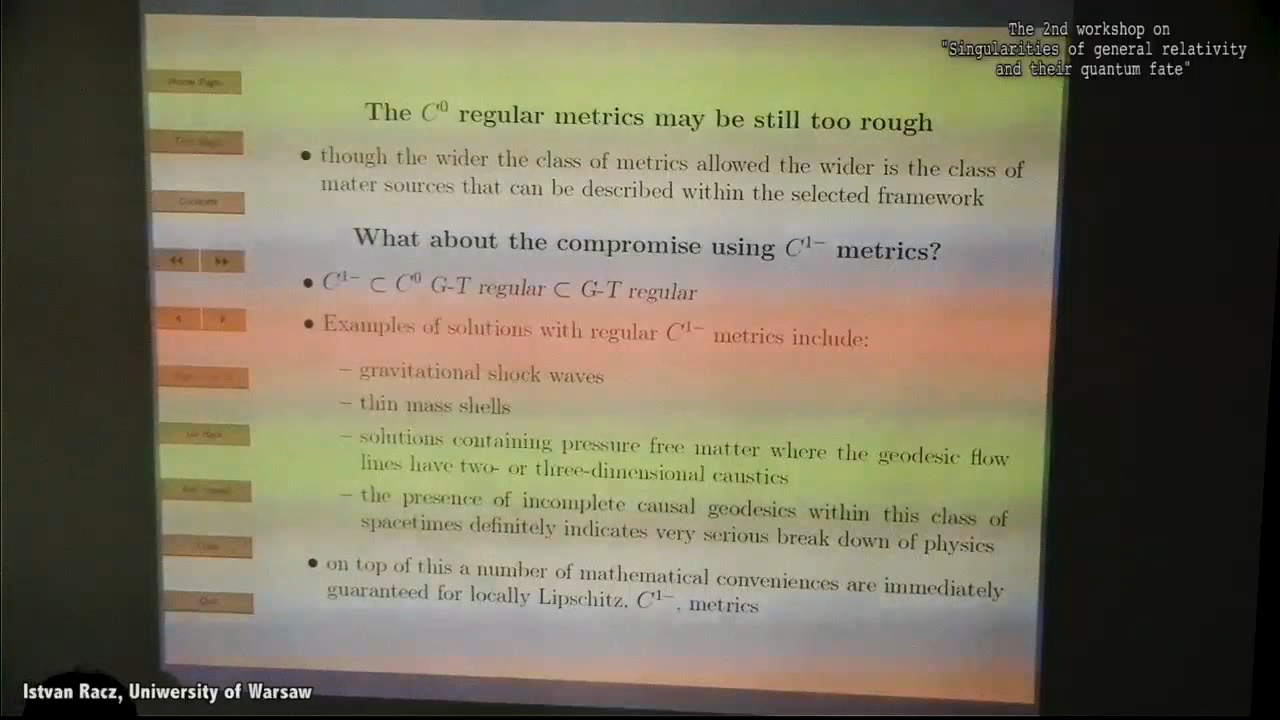 The 2nd workshop on
"Singularities of general relativity
and their quantum fate"
Home Page
The C⁰ regular metrics may be still too rough
• though the wider the class of metrics allowed the wider is the class of
mater sources that can be described within the selected framework
Contents
What about the compromise using C¹⁻ metrics?
• C¹⁻ ⊂ C⁰ G-T regular ⊂ G-T regular
• Examples of solutions with regular C¹⁻ metrics include:
– gravitational shock waves
– thin mass shells
Go Back
– solutions containing pressure free matter where the geodesic flow
lines have two- or three-dimensional caustics
– the presence of incomplete causal geodesics within this class of
spacetimes definitely indicates very serious break down of physics
• on top of this a number of mathematical conveniences are immediately
guaranteed for locally Lipschitz, C¹⁻, metrics
Quit
Istvan Racz, Uniwersity of Warsaw